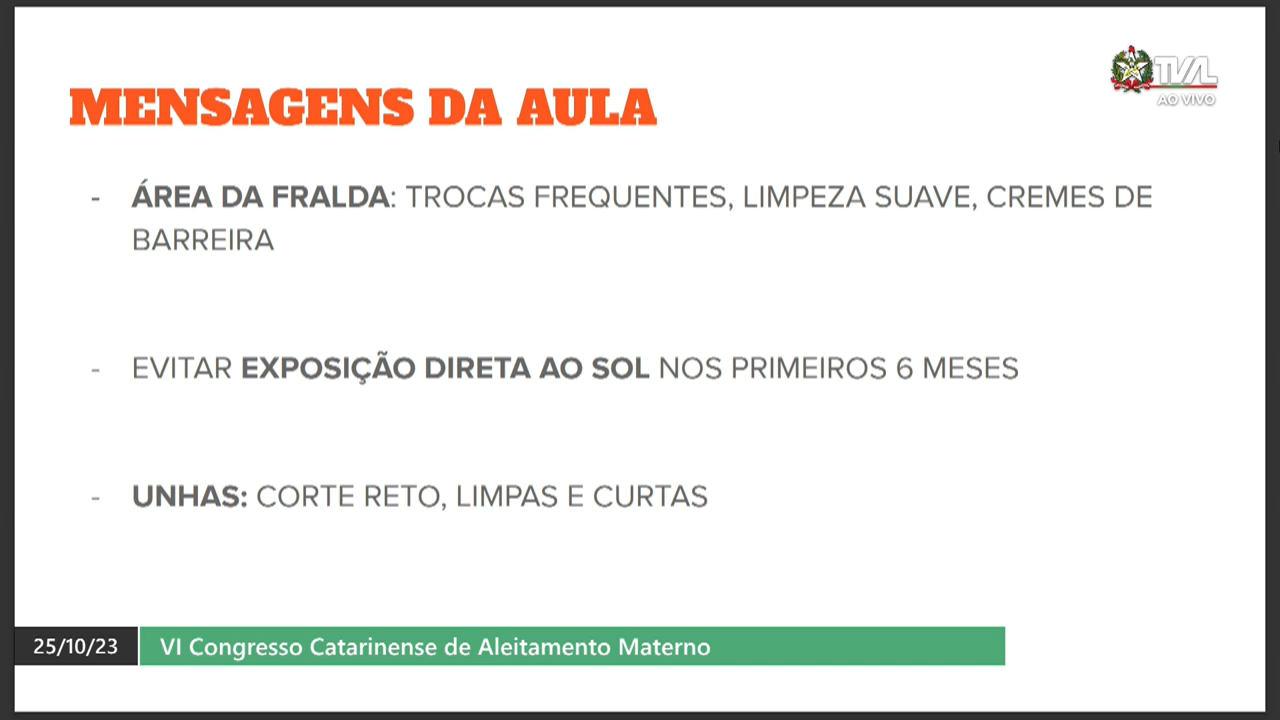 TVAL
AO VIVO
MENSAGENS DA AULA
- ÁREA DA FRALDA: TROCAS FREQUENTES, LIMPEZA SUAVE, CREMES DE
BARREIRA
- EVITAR EXPOSIÇÃO DIRETA AO SOL NOS PRIMEIROS 6 MESES
- UNHAS: CORTE RETO, LIMPAS E CURTAS
25/10/23 VI Congresso Catarinense de Aleitamento Materno